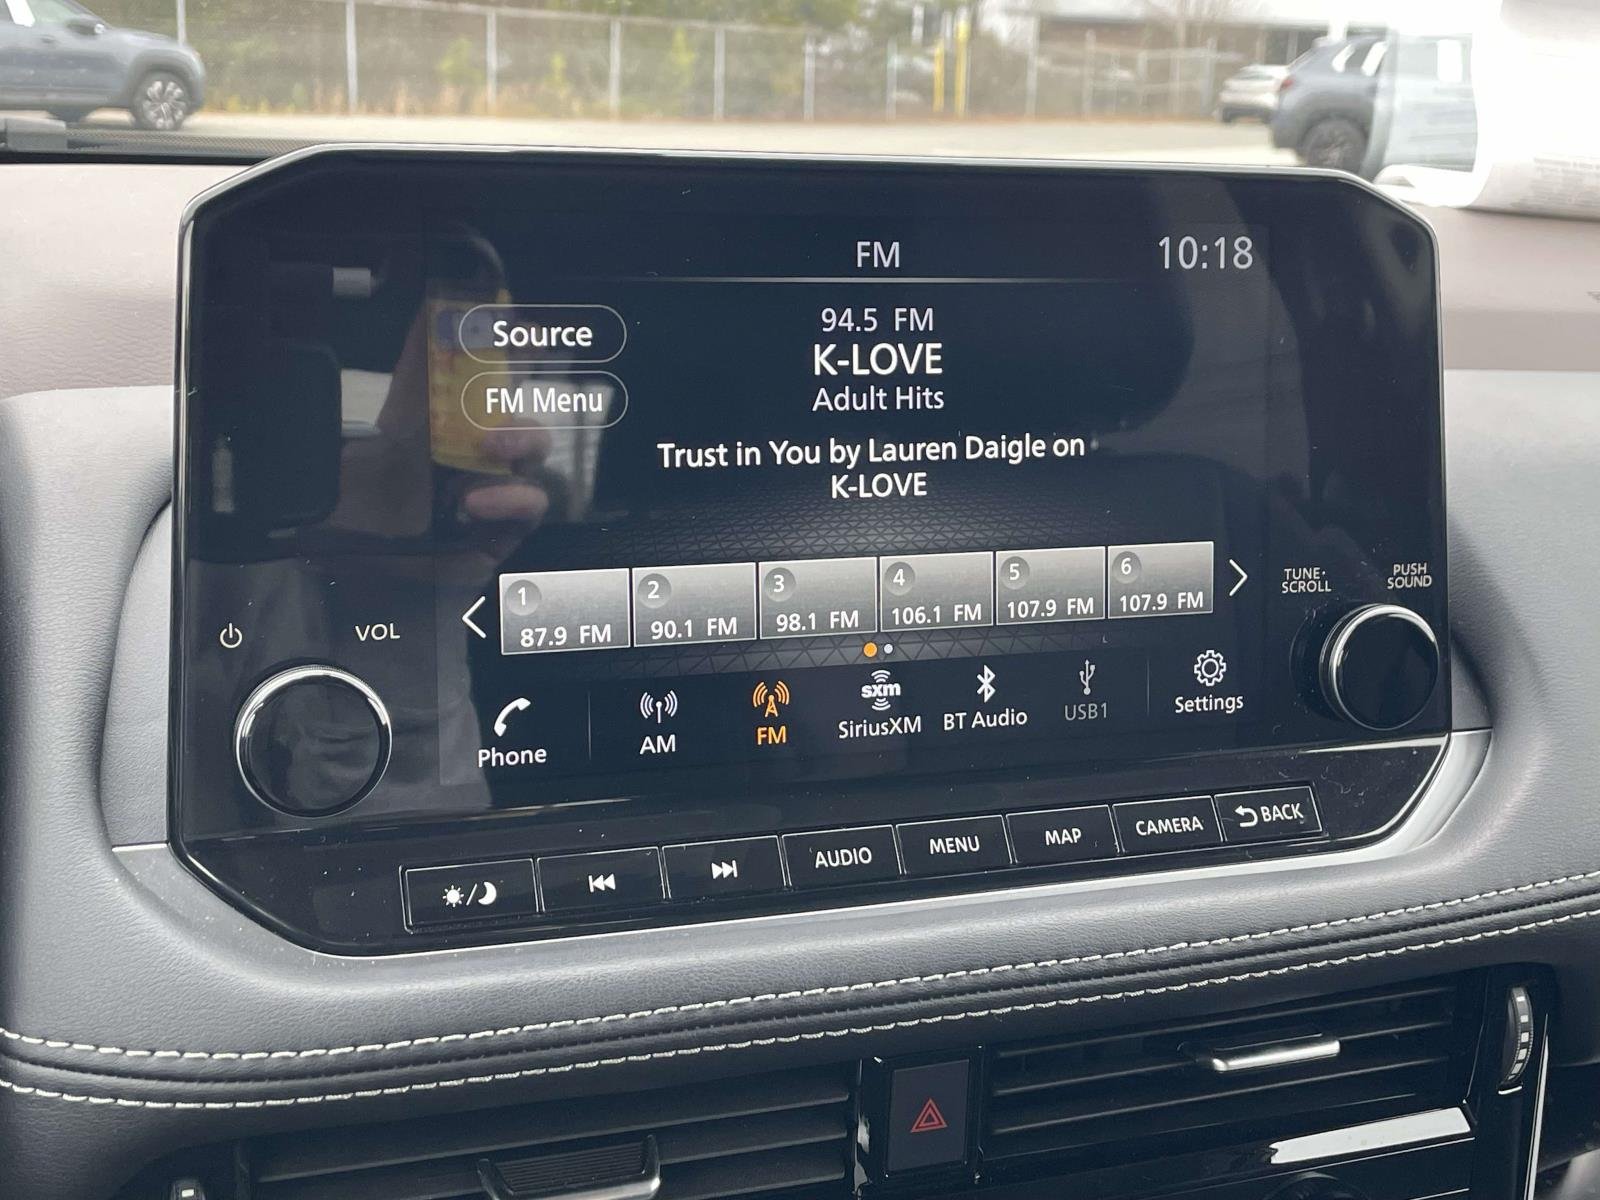 FM 10:18
Source
FM Menu
94.5 FM
K-LOVE
Adult Hits
Trust in You by Lauren Daigle on
K-LOVE
1 2 3 4 5 6
87.9 FM 90.1 FM 98.1 FM 106.1 FM 107.9 FM 107.9 FM
VOL
TUNE·
SCROLL
PUSH
SOUND
Phone AM FM SiriusXM BT Audio USB1 Settings
sxm
AUDIO MENU MAP CAMERA BACK